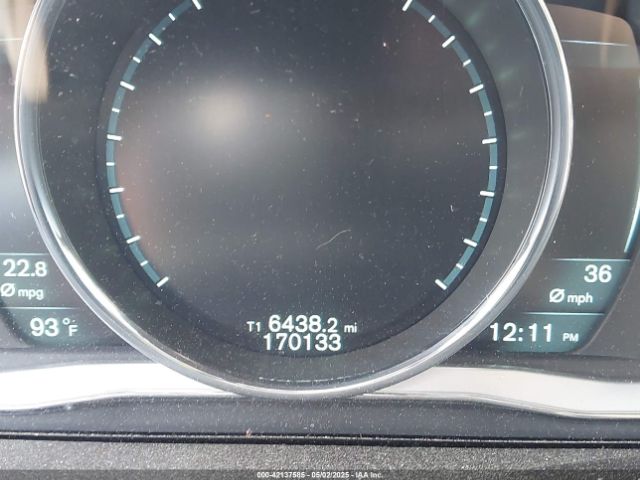 22.8
Ø mpg
93 °F
T1 6438.2 mi
170133
36
Ø mph
12:11 PM
000-42137585 - 05/02/2025 - IAA Inc.